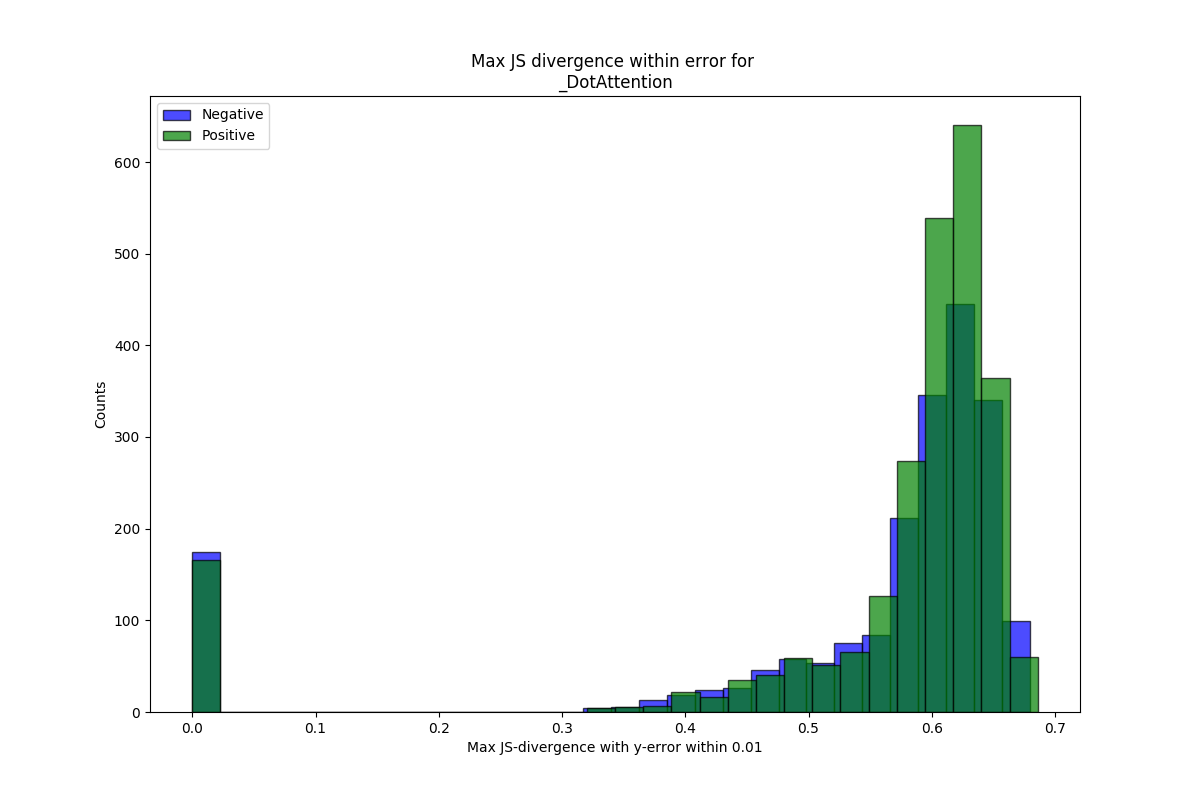 Max JS divergence within error for
_DotAttention
Negative
Positive
600
500
400
300
200
100
0
Counts
0.0 0.1 0.2 0.3 0.4 0.5 0.6 0.7
Max JS-divergence with y-error within 0.01